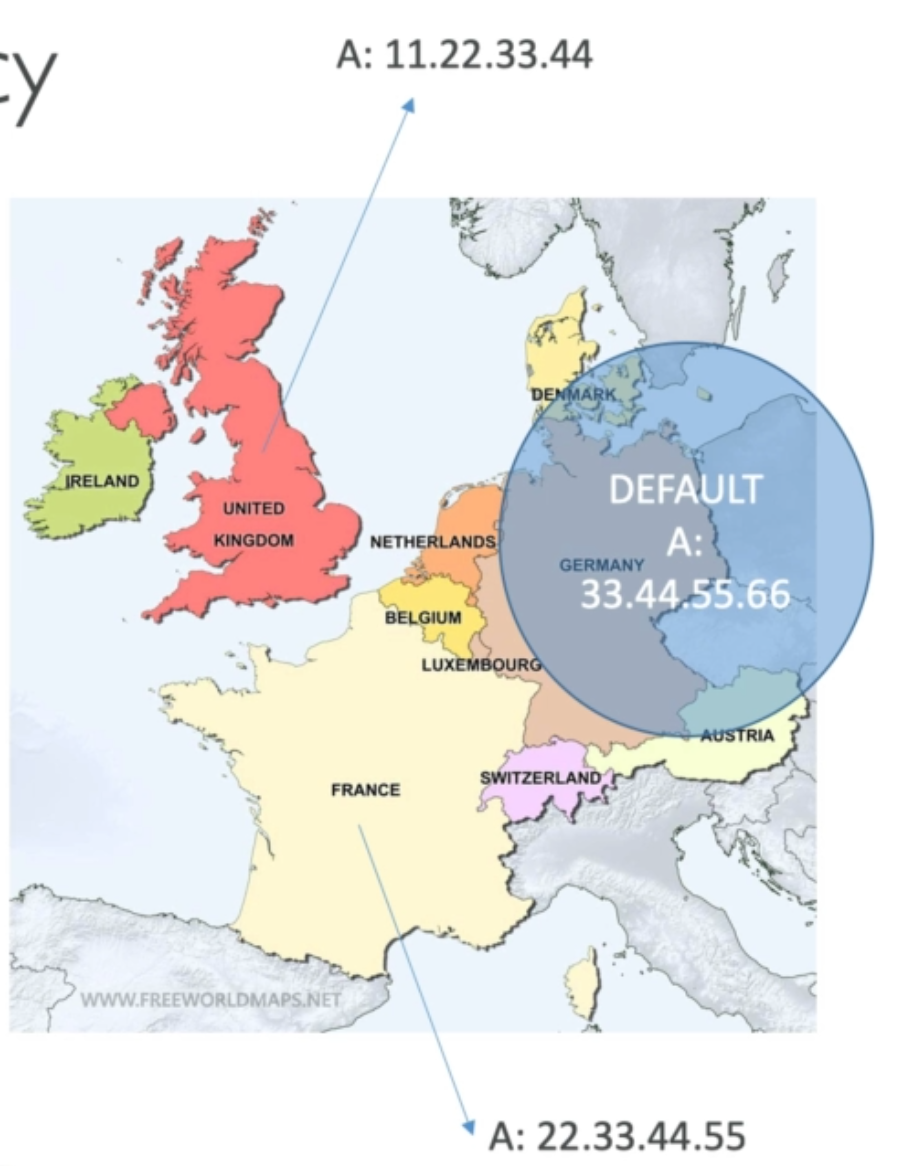 cy
A: 11.22.33.44
DENMARK
IRELAND
DEFAULT
A:
33.44.55.66
UNITED
KINGDOM
NETHERLANDS
GERMANY
BELGIUM
LUXEMBOURG
AUSTRIA
SWITZERLAND
FRANCE
WWW.FREEWORLDMAPS.NET
A: 22.33.44.55